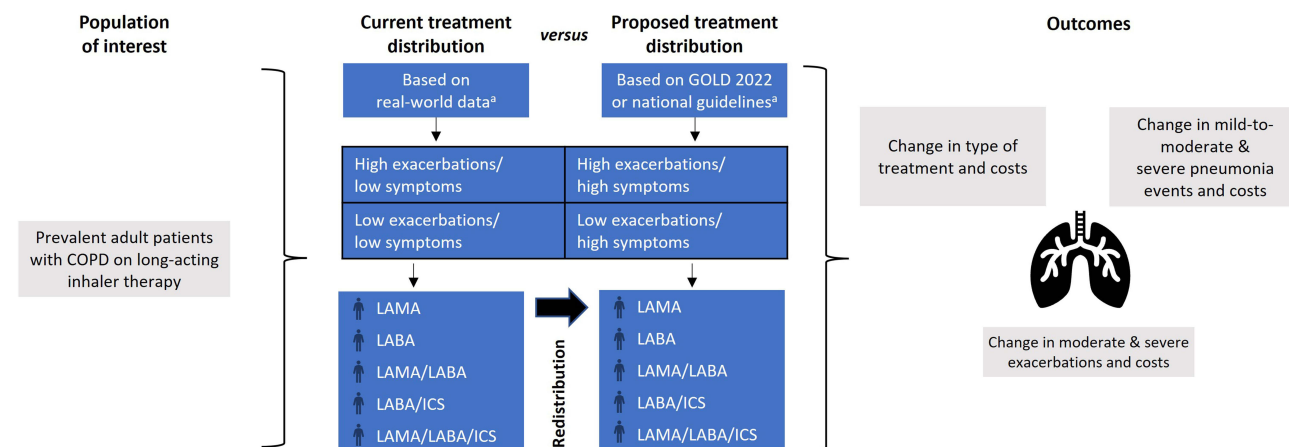 Population
of interest
Current treatment
distribution
versus
Proposed treatment
distribution
Outcomes
Based on
real-world dataᵃ
Based on GOLD 2022
or national guidelinesᵃ
High exacerbations/
low symptoms
High exacerbations/
high symptoms
Low exacerbations/
low symptoms
Low exacerbations/
high symptoms
Prevalent adult patients
with COPD on long-acting
inhaler therapy
LAMA
LABA
LAMA/LABA
LABA/ICS
LAMA/LABA/ICS
Redistribution
LAMA
LABA
LAMA/LABA
LABA/ICS
LAMA/LABA/ICS
Change in type of
treatment and costs
Change in mild-to-
moderate &
severe pneumonia
events and costs
Change in moderate & severe
exacerbations and costs